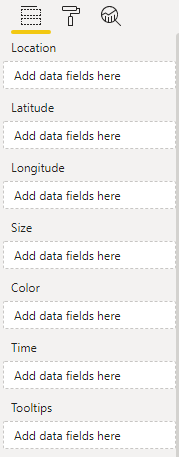 Location
Add data fields here
Latitude
Add data fields here
Longitude
Add data fields here
Size
Add data fields here
Color
Add data fields here
Time
Add data fields here
Tooltips
Add data fields here